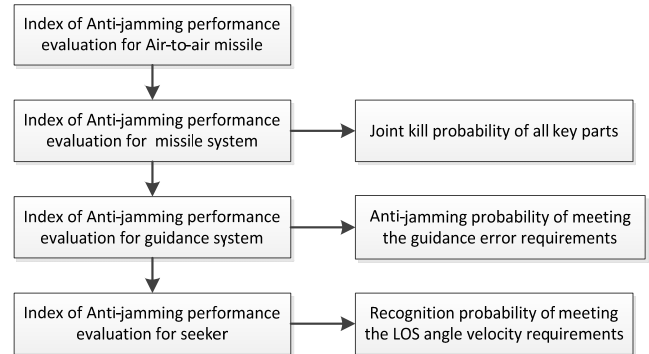 Index of Anti-jamming performance
evaluation for Air-to-air missile
Index of Anti-jamming performance
evaluation for missile system
Joint kill probability of all key parts
Index of Anti-jamming performance
evaluation for guidance system
Anti-jamming probability of meeting
the guidance error requirements
Index of Anti-jamming performance
evaluation for seeker
Recognition probability of meeting
the LOS angle velocity requirements